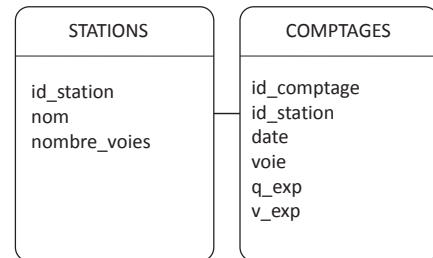 STATIONS
id_station
nom
nombre_voies
COMPTAGES
id_comptage
id_station
date
voie
q_exp
v_exp